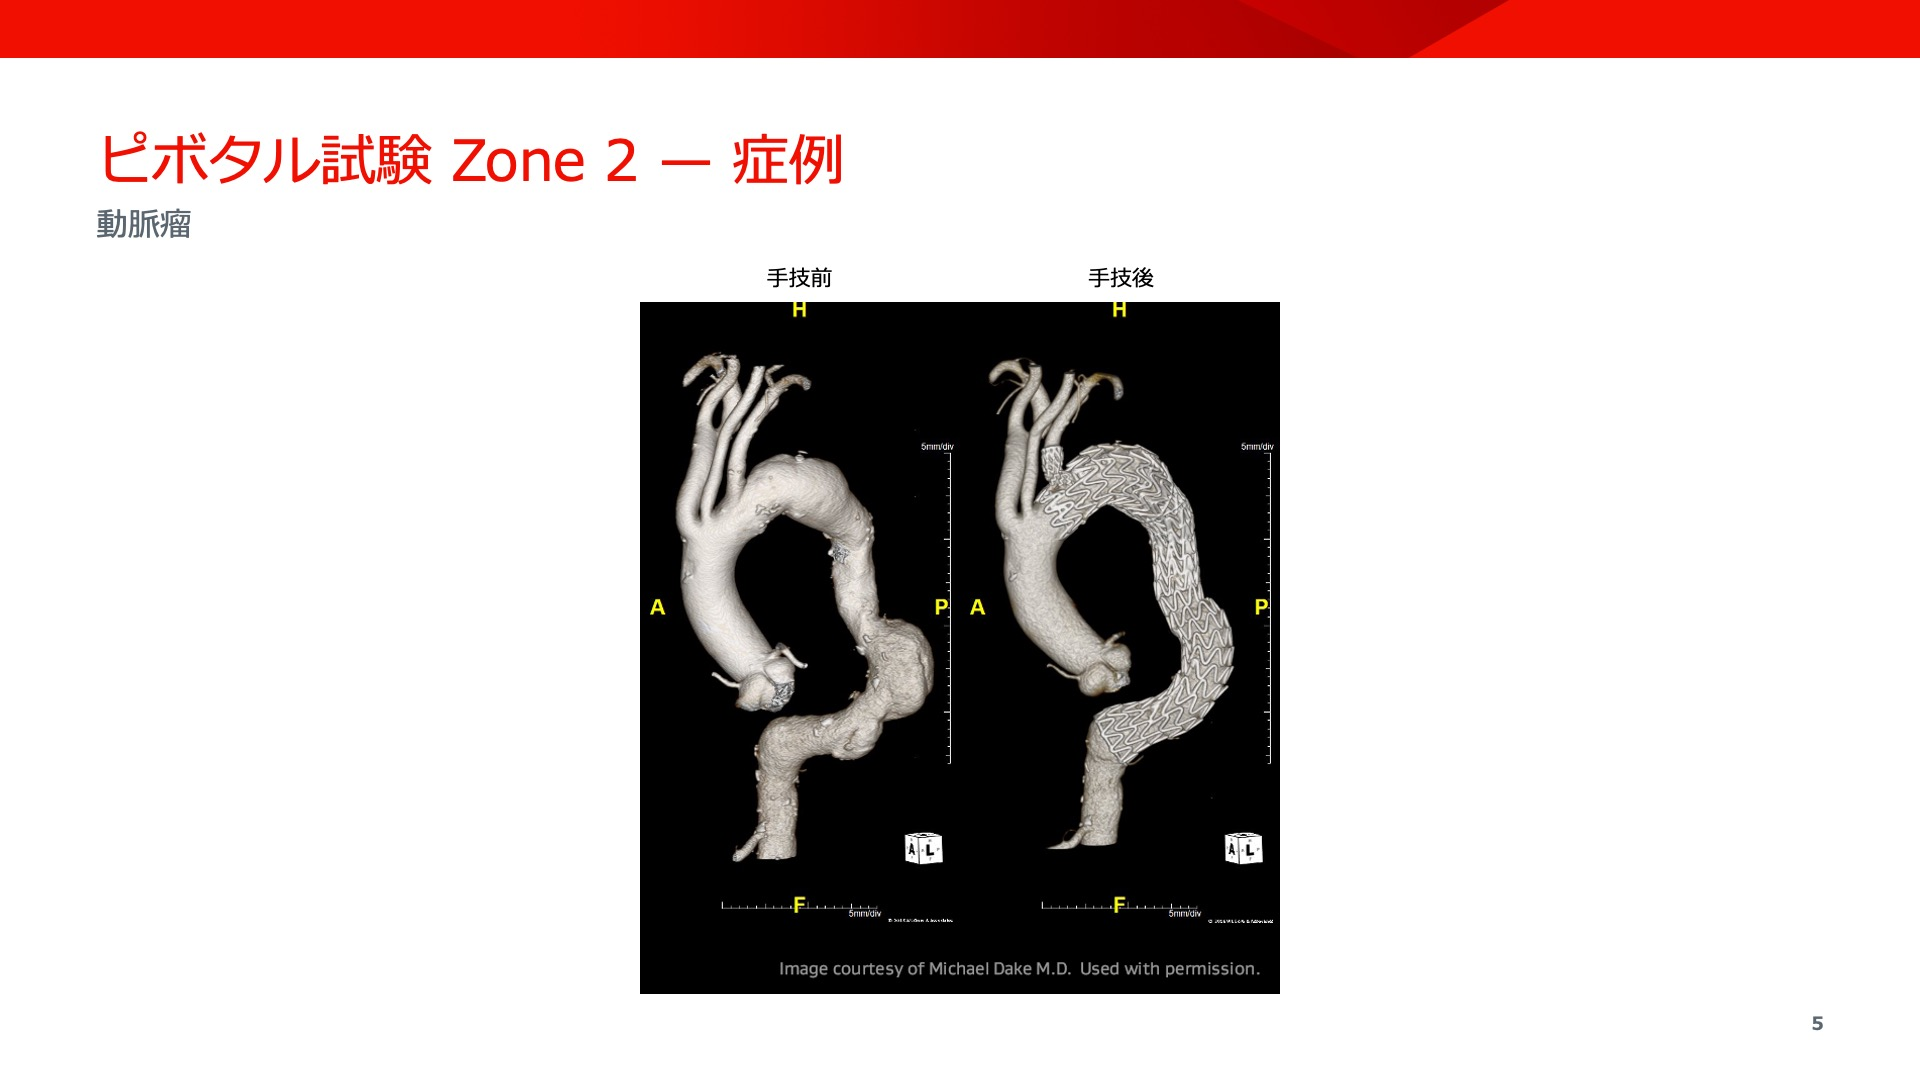 ピボタル試験 Zone 2 — 症例
動脈瘤
手技前
手技後
H
H
5mm/div
5mm/div
A
P
A
P
A L
A L
F
F
5mm/div
5mm/div
Image courtesy of Michael Dake M.D. Used with permission.
5